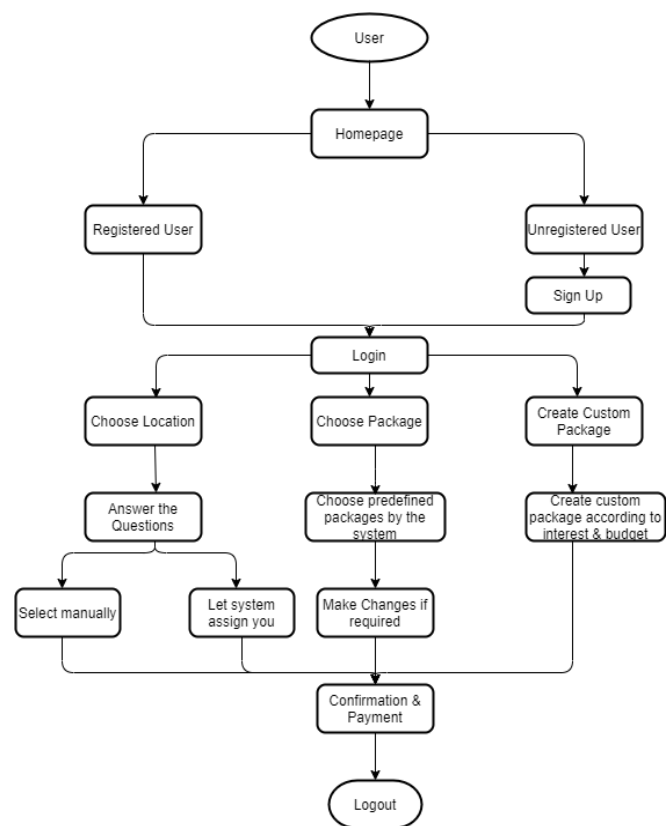 User
Homepage
Registered User
Unregistered User
Sign Up
Login
Choose Location
Choose Package
Create Custom
Package
Answer the
Questions
Choose predefined
packages by the
system
Create custom
package according to
interest & budget
Select manually
Let system
assign you
Make Changes if
required
Confirmation &
Payment
Logout